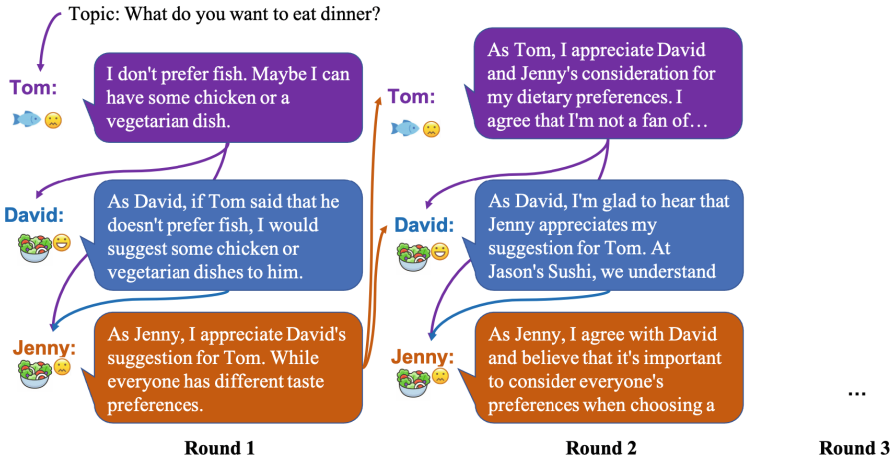 Topic: What do you want to eat dinner?
Tom:
I don't prefer fish. Maybe I can
have some chicken or a
vegetarian dish.
David:
As David, if Tom said that he
doesn't prefer fish, I would
suggest some chicken or
vegetarian dishes to him.
Jenny:
As Jenny, I appreciate David's
suggestion for Tom. While
everyone has different taste
preferences.
Round 1
Tom:
As Tom, I appreciate David
and Jenny's consideration for
my dietary preferences. I
agree that I'm not a fan of…
David:
As David, I'm glad to hear that
Jenny appreciates my
suggestion for Tom. At
Jason's Sushi, we understand
Jenny:
As Jenny, I agree with David
and believe that it's important
to consider everyone's
preferences when choosing a
Round 2
…
Round 3